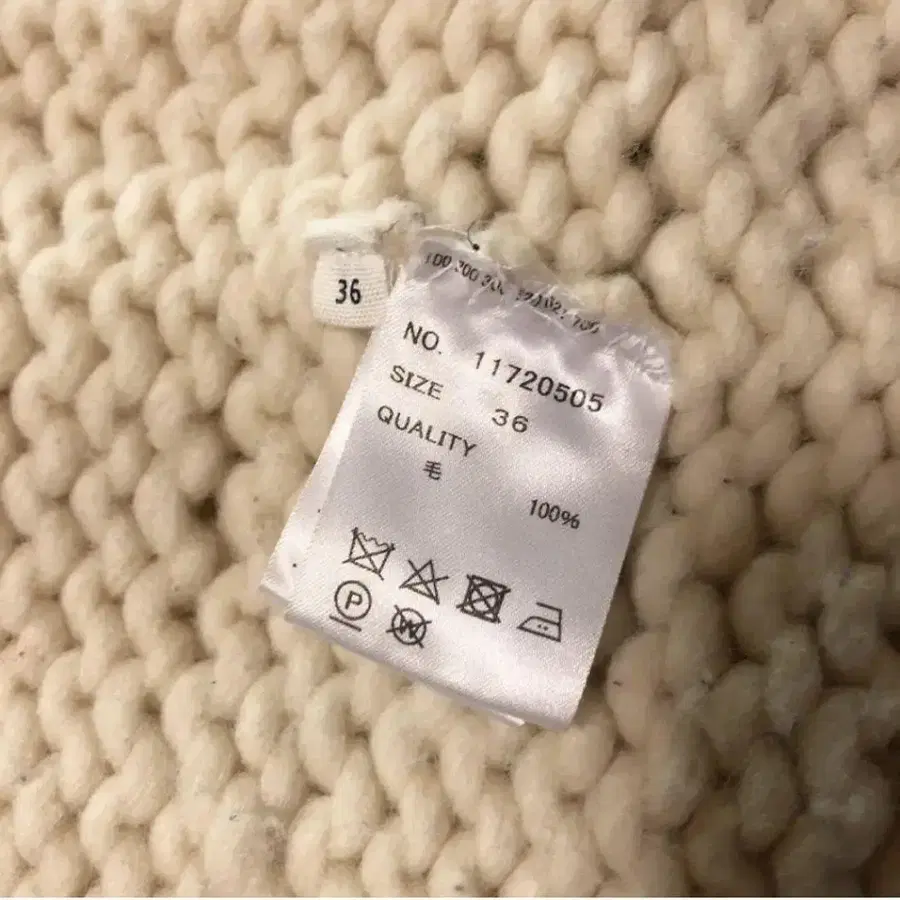 36
NO. 11720505
SIZE 36
QUALITY
毛 100%
P
W